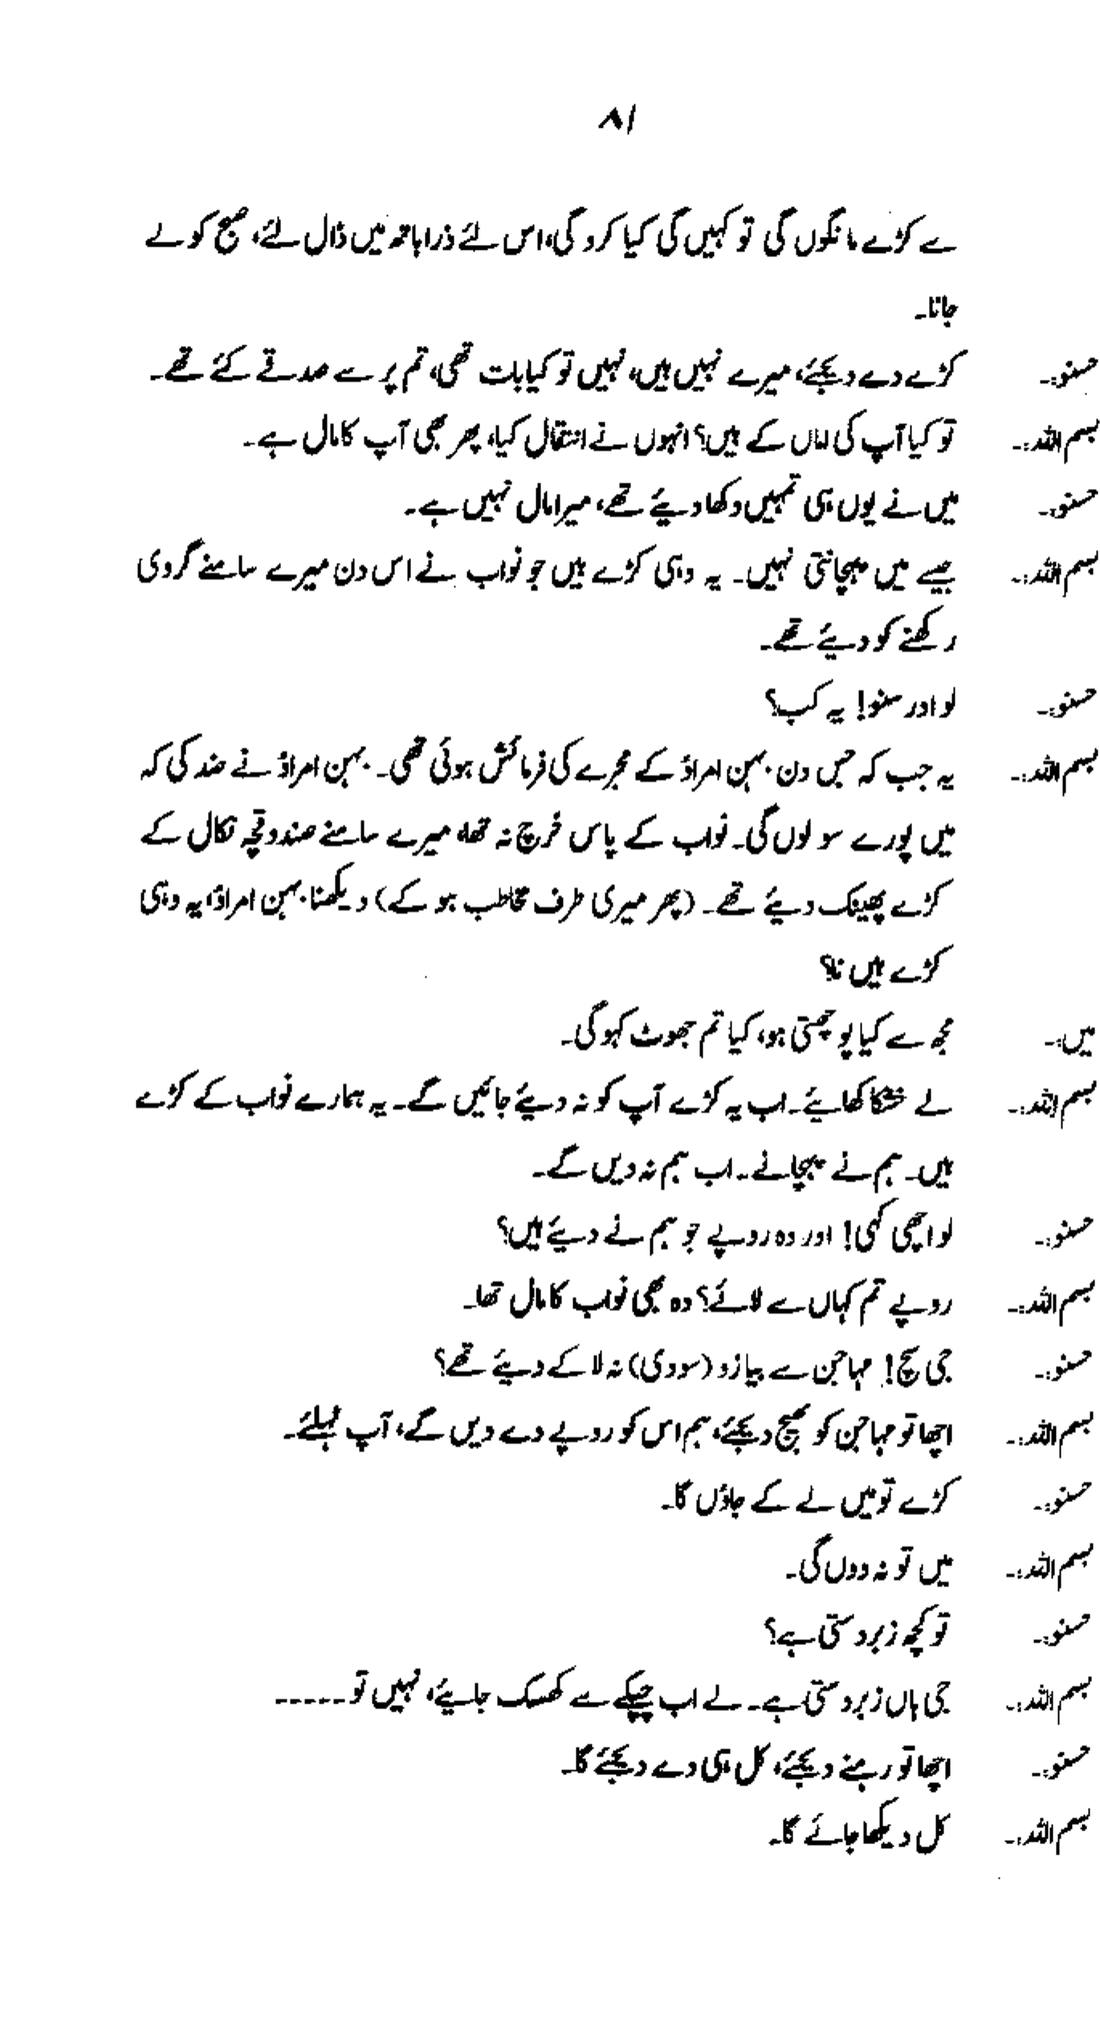 ۸۱
سے کڑے مانگوں گی تو کہیں گی کیا کرو گی، اس لئے ذرا ہاتھ میں ڈال لئے، صبح کو لے
جانا۔
حسنو:۔ کڑے دے دیجئے، میرے نہیں ہیں، نہیں تو کیا بات تھی، تم پر سے صدقے کئے تھے۔
بسم اللہ:۔ تو کیا آپ کی اماں کے ہیں؟ انہوں نے انتقال کیا، پھر بھی آپ کا مال ہے۔
حسنو:۔ میں نے یوں ہی تمہیں دکھا دیئے تھے، میرا مال نہیں ہے۔
بسم اللہ:۔ جیسے میں پہچانتی نہیں۔ یہ وہی کڑے ہیں جو نواب نے اس دن میرے سامنے گروی
رکھنے کو دیئے تھے۔
حسنو:۔ لو اور سنو! یہ کب؟
بسم اللہ:۔ یہ جب کہ جس دن بہن امراؤ کے مجرے کی فرمائش ہوئی تھی۔ بہن امراؤ نے ضد کی کہ
میں پورے سو لوں گی۔ نواب کے پاس خرچ نہ تھا، میرے سامنے صندوقچہ نکال کے
کڑے پھینک دیئے تھے۔ (پھر میری طرف مخاطب ہو کے) دیکھنا بہن امراؤ، یہ وہی
کڑے ہیں نا؟
میں:۔ مجھ سے کیا پوچھتی ہو، کیا تم جھوٹ کہو گی۔
بسم اللہ:۔ لے خشکا کھایئے۔ اب یہ کڑے آپ کو نہ دیئے جائیں گے۔ یہ ہمارے نواب کے کڑے
ہیں۔ ہم نے پہچانے۔ اب ہم نہ دیں گے۔
حسنو:۔ لو اچھی کہی! اور وہ روپے جو ہم نے دیئے ہیں؟
بسم اللہ:۔ روپے تم کہاں سے لائے؟ وہ بھی نواب کا مال تھا۔
حسنو:۔ جی سچ! مہاجن سے بیازو (سودی) نہ لا کے دیئے تھے؟
بسم اللہ:۔ اچھا تو مہاجن کو بھیج دیجئے، ہم اس کو روپے دے دیں گے، آپ ٹہلئے۔
حسنو:۔ کڑے تو میں لے کے جاؤں گا۔
بسم اللہ:۔ میں تو نہ دوں گی۔
حسنو:۔ تو کچھ زبردستی ہے؟
بسم اللہ:۔ جی ہاں زبردستی ہے۔ لے اب چپکے سے کھسک جایئے، نہیں تو۔۔۔۔۔
حسنو:۔ اچھا تو رہنے دیجئے، کل ہی دے دیجئے گا۔
بسم اللہ:۔ کل دیکھا جائے گا۔